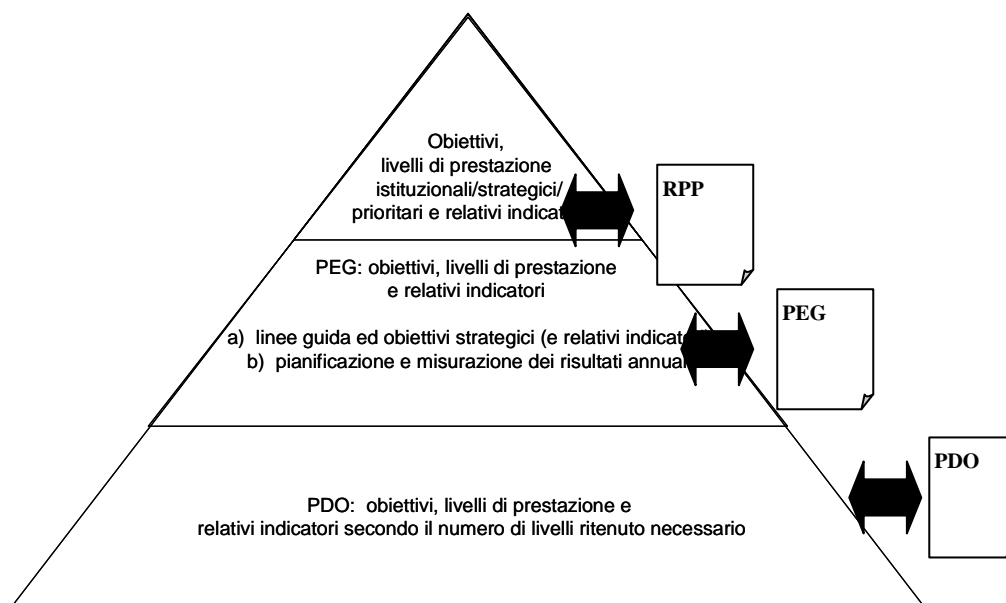 Obiettivi,
livelli di prestazione
istituzionali/strategici/
prioritari e relativi
RPP
PEG: obiettivi, livelli di prestazione
e relativi indicatori
a) linee guida ed obiettivi strategici (e relativi
b) pianificazione e misurazione dei risultati
PEG
PDO: obiettivi, livelli di prestazione e
relativi indicatori secondo il numero di livelli ritenuto necessario
PDO